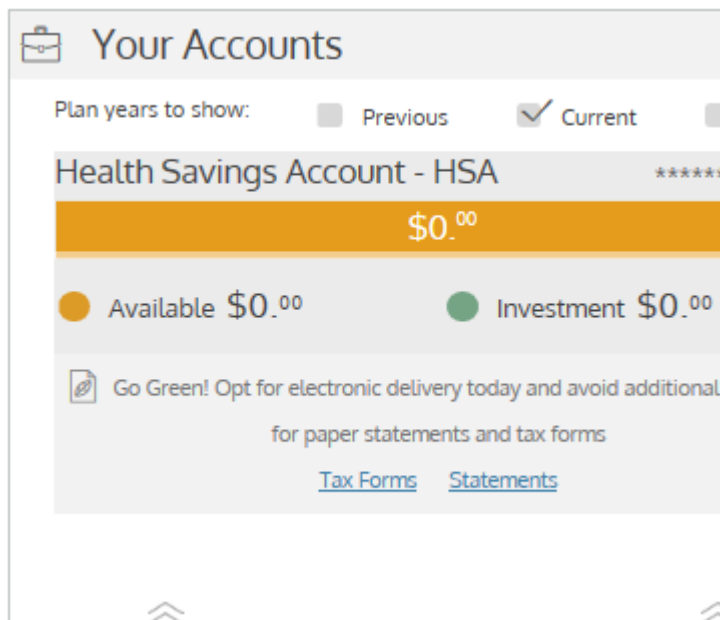 Your Accounts
Plan years to show: Previous Current
Health Savings Account - HSA ******
$0.00
Available $0.00 Investment $0.00
Go Green! Opt for electronic delivery today and avoid additional
for paper statements and tax forms
Tax Forms Statements